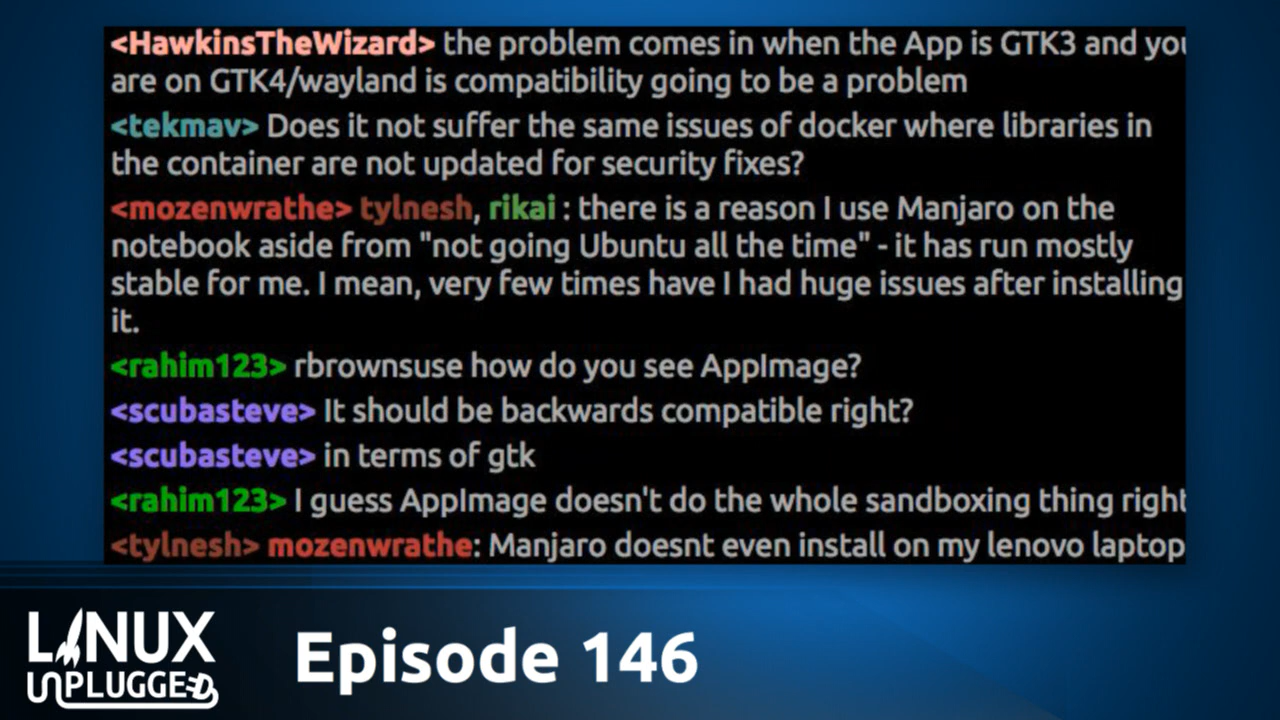 <HawkinsTheWizard> the problem comes in when the App is GTK3 and you
are on GTK4/wayland is compatibility going to be a problem
<tekmav> Does it not suffer the same issues of docker where libraries in
the container are not updated for security fixes?
<mozenwrathe> tylnesh, rikai : there is a reason I use Manjaro on the
notebook aside from "not going Ubuntu all the time" - it has run mostly
stable for me. I mean, very few times have I had huge issues after installing
it.
<rahim123> rbrownsuse how do you see AppImage?
<scubasteve> It should be backwards compatible right?
<scubasteve> in terms of gtk
<rahim123> I guess AppImage doesn't do the whole sandboxing thing right
<tylnesh> mozenwrathe: Manjaro doesnt even install on my lenovo laptop
LINUX
UNPLUGGED
Episode 146